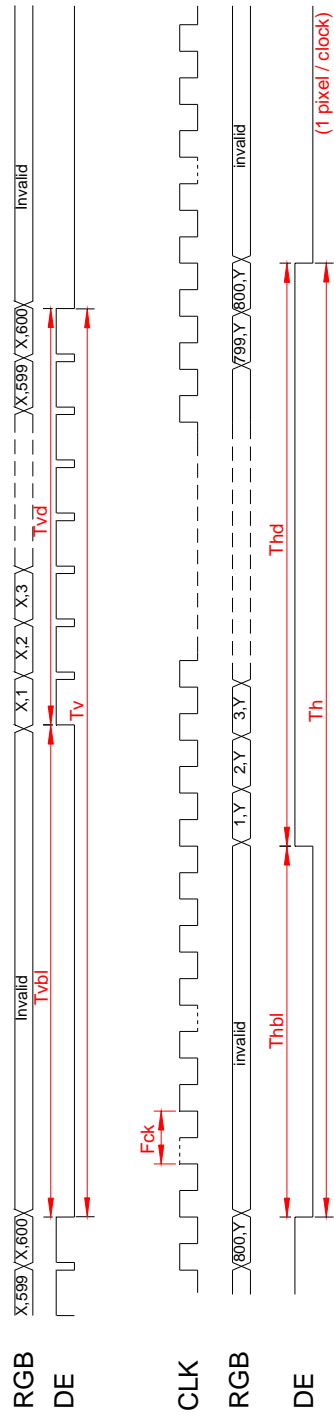 RGB X,599 X,600 Invalid X,1 X,2 X,3 X,599 X,600 Invalid
DE
Tvbl Tvd
Tv
Fck
CLK
RGB 800,Y invalid 1,Y 2,Y 3,Y 799,Y 800,Y invalid
Thbl Thd
DE
Th (1 pixel / clock)